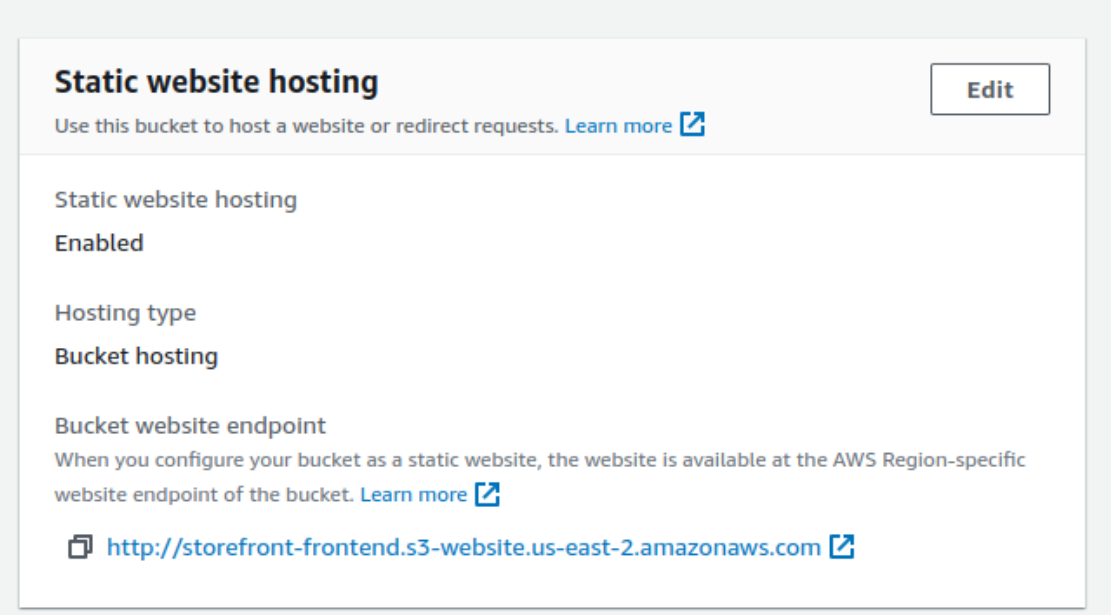 Static website hosting
Edit
Use this bucket to host a website or redirect requests. Learn more
Static website hosting
Enabled
Hosting type
Bucket hosting
Bucket website endpoint
When you configure your bucket as a static website, the website is available at the AWS Region-specific
website endpoint of the bucket. Learn more
http://storefront-frontend.s3-website.us-east-2.amazonaws.com